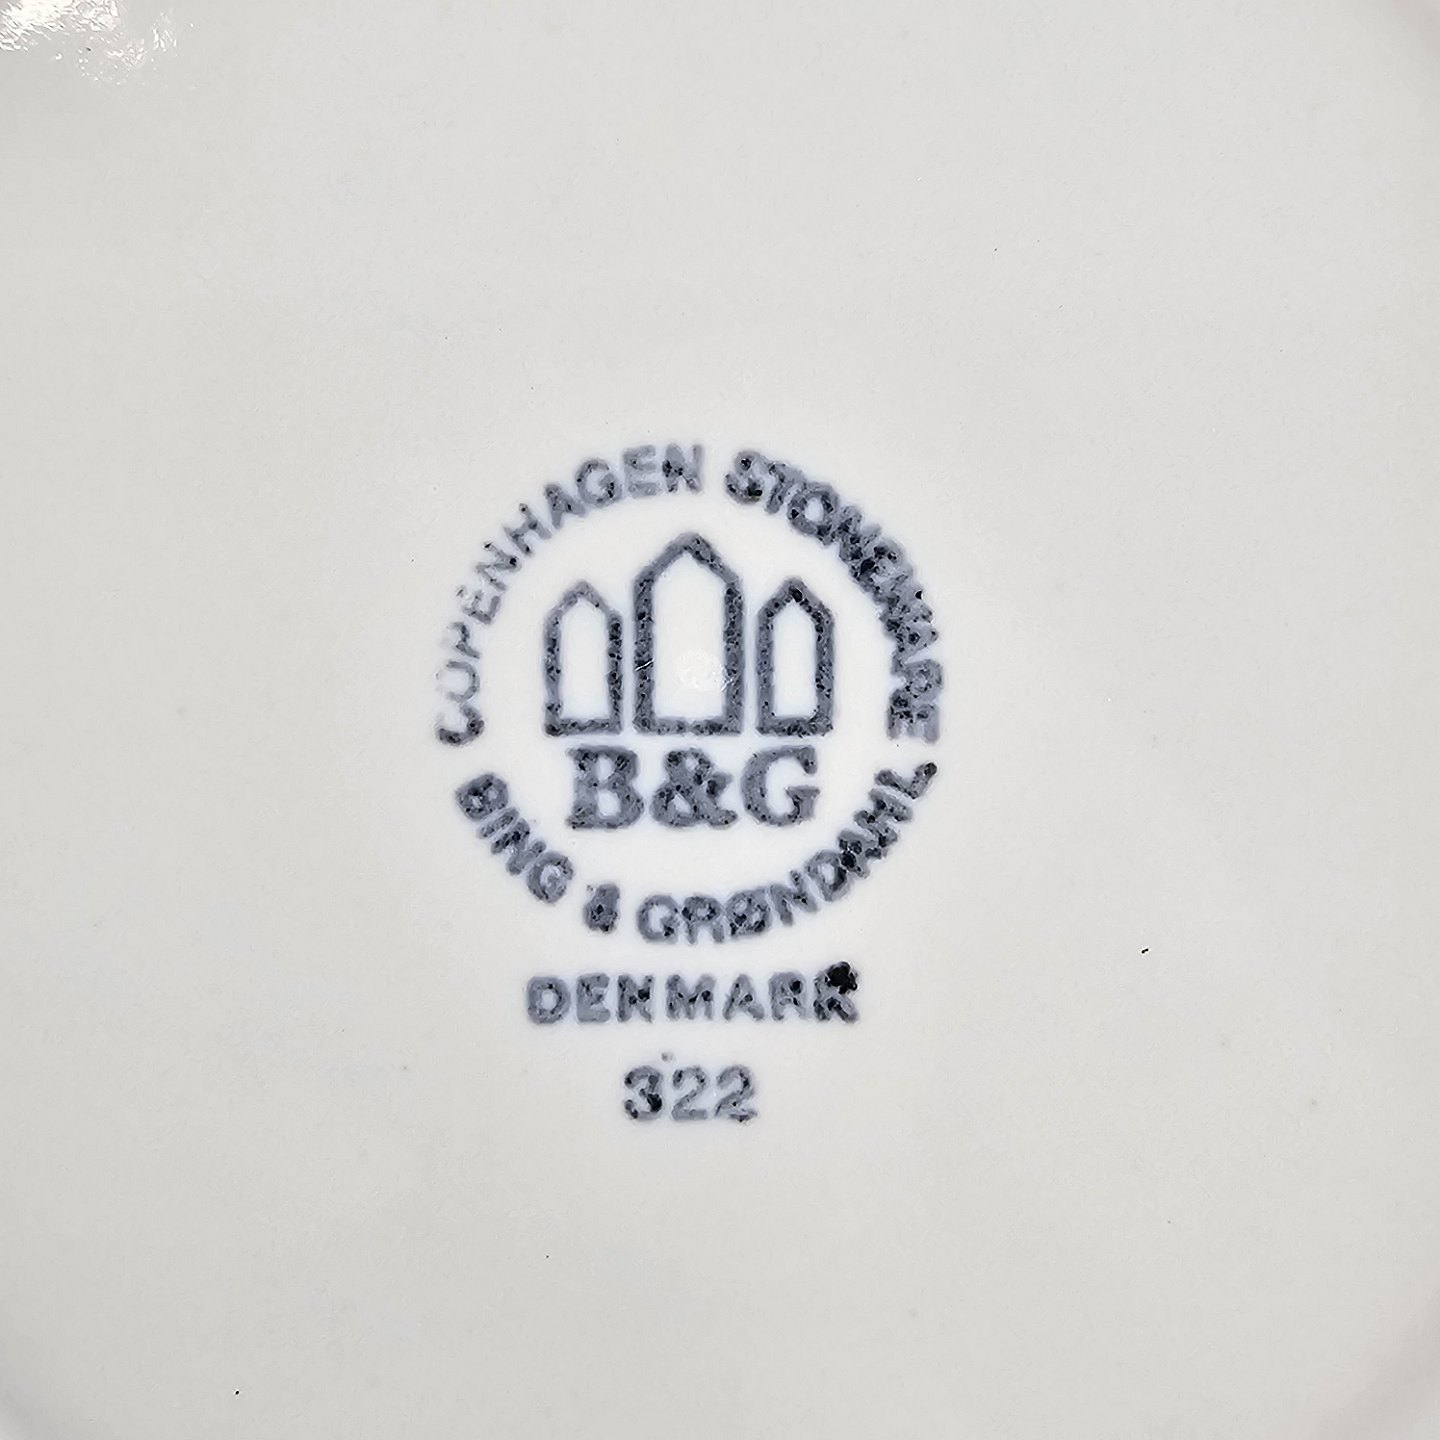 COPENHAGEN STONEWARE
B&G
BING & GRØNDAHL
DENMARK
322